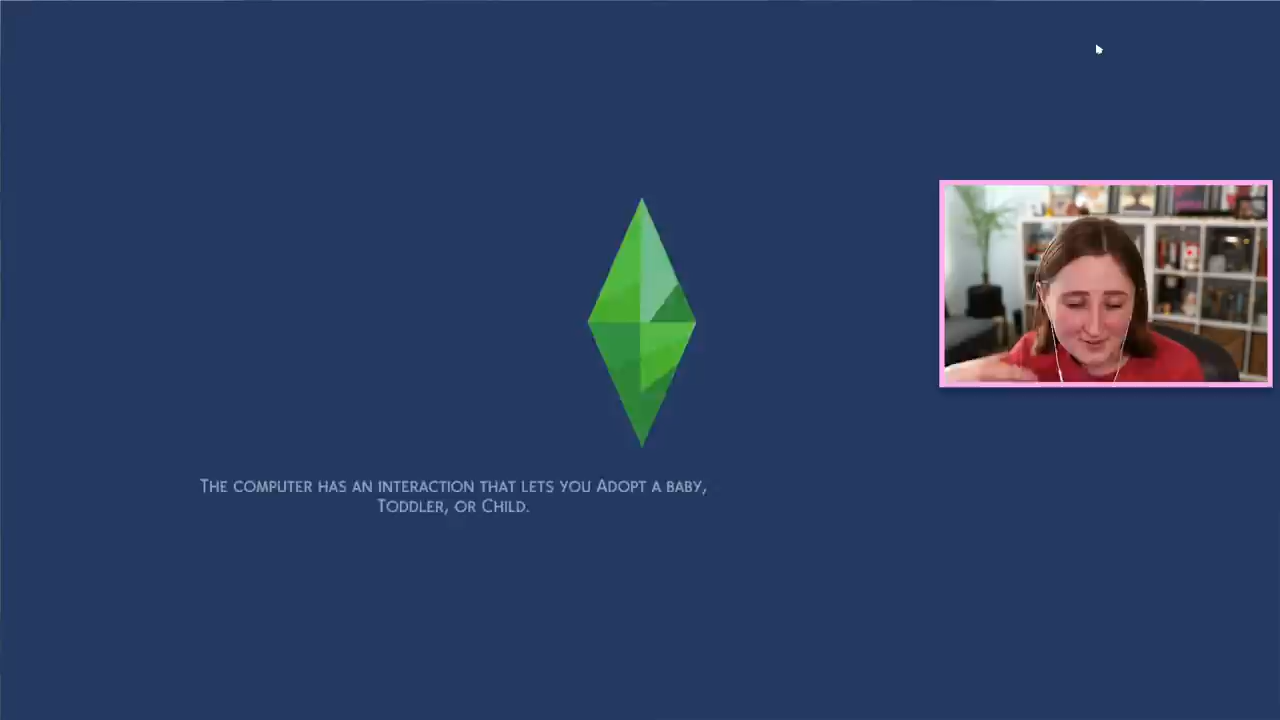 The computer has an interaction that lets you Adopt a baby,
Toddler, or Child.